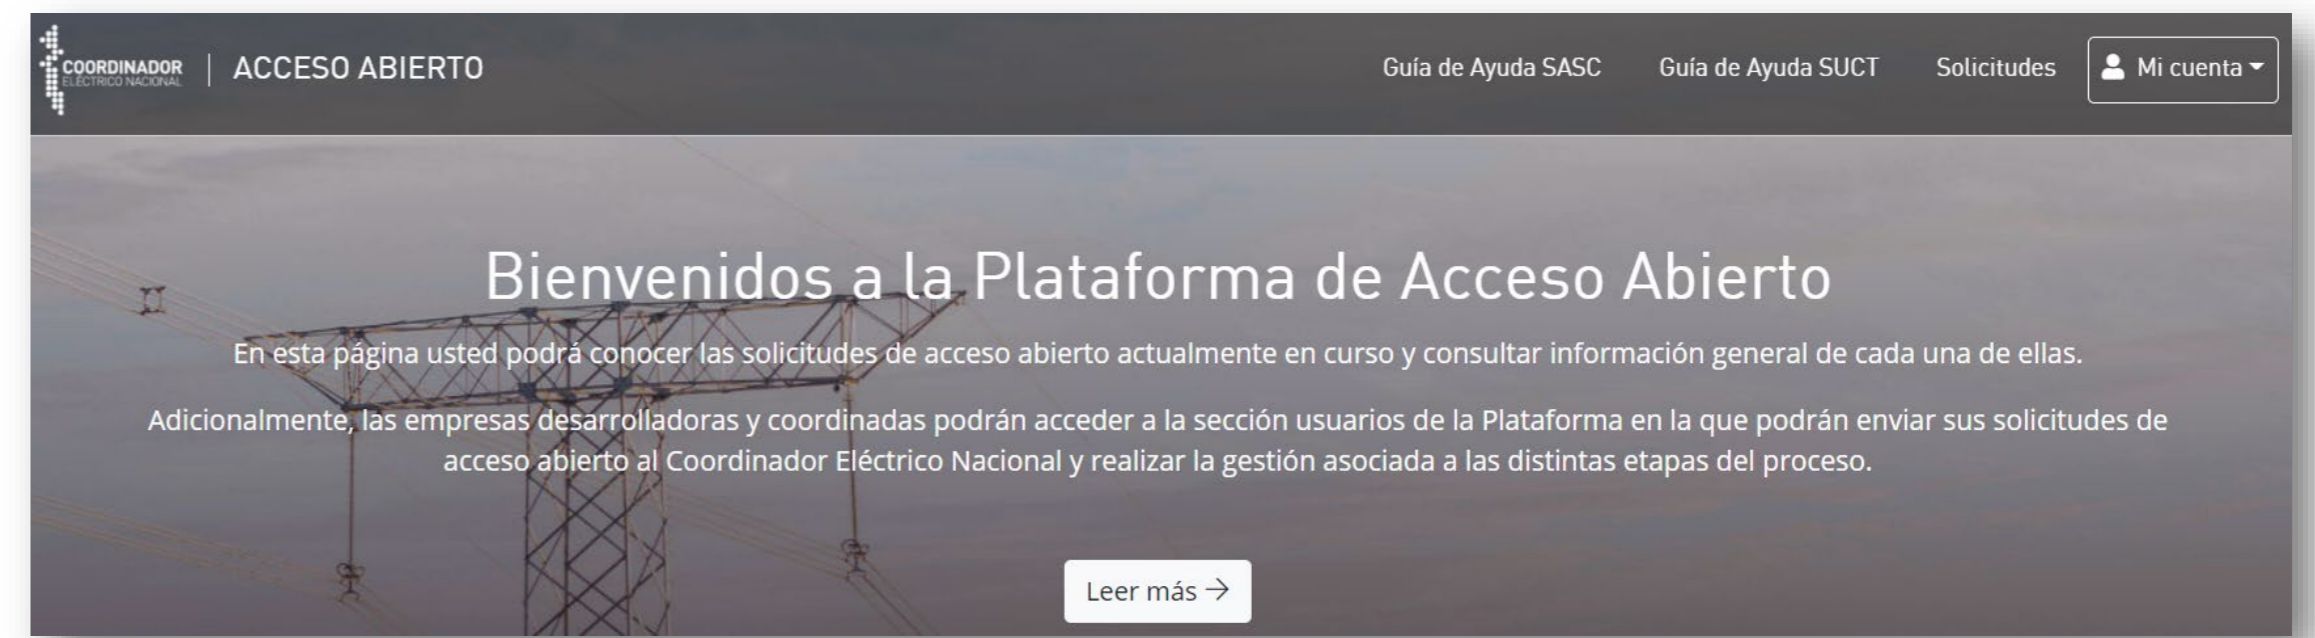 COORDINADOR
ELÉCTRICO NACIONAL
ACCESO ABIERTO
Guía de Ayuda SASC
Guía de Ayuda SUCT
Solicitudes
Mi cuenta
Bienvenidos a la Plataforma de Acceso Abierto
En esta página usted podrá conocer las solicitudes de acceso abierto actualmente en curso y consultar información general de cada una de ellas.
Adicionalmente, las empresas desarrolladoras y coordinadas podrán acceder a la sección usuarios de la Plataforma en la que podrán enviar sus solicitudes de
acceso abierto al Coordinador Eléctrico Nacional y realizar la gestión asociada a las distintas etapas del proceso.
Leer más →